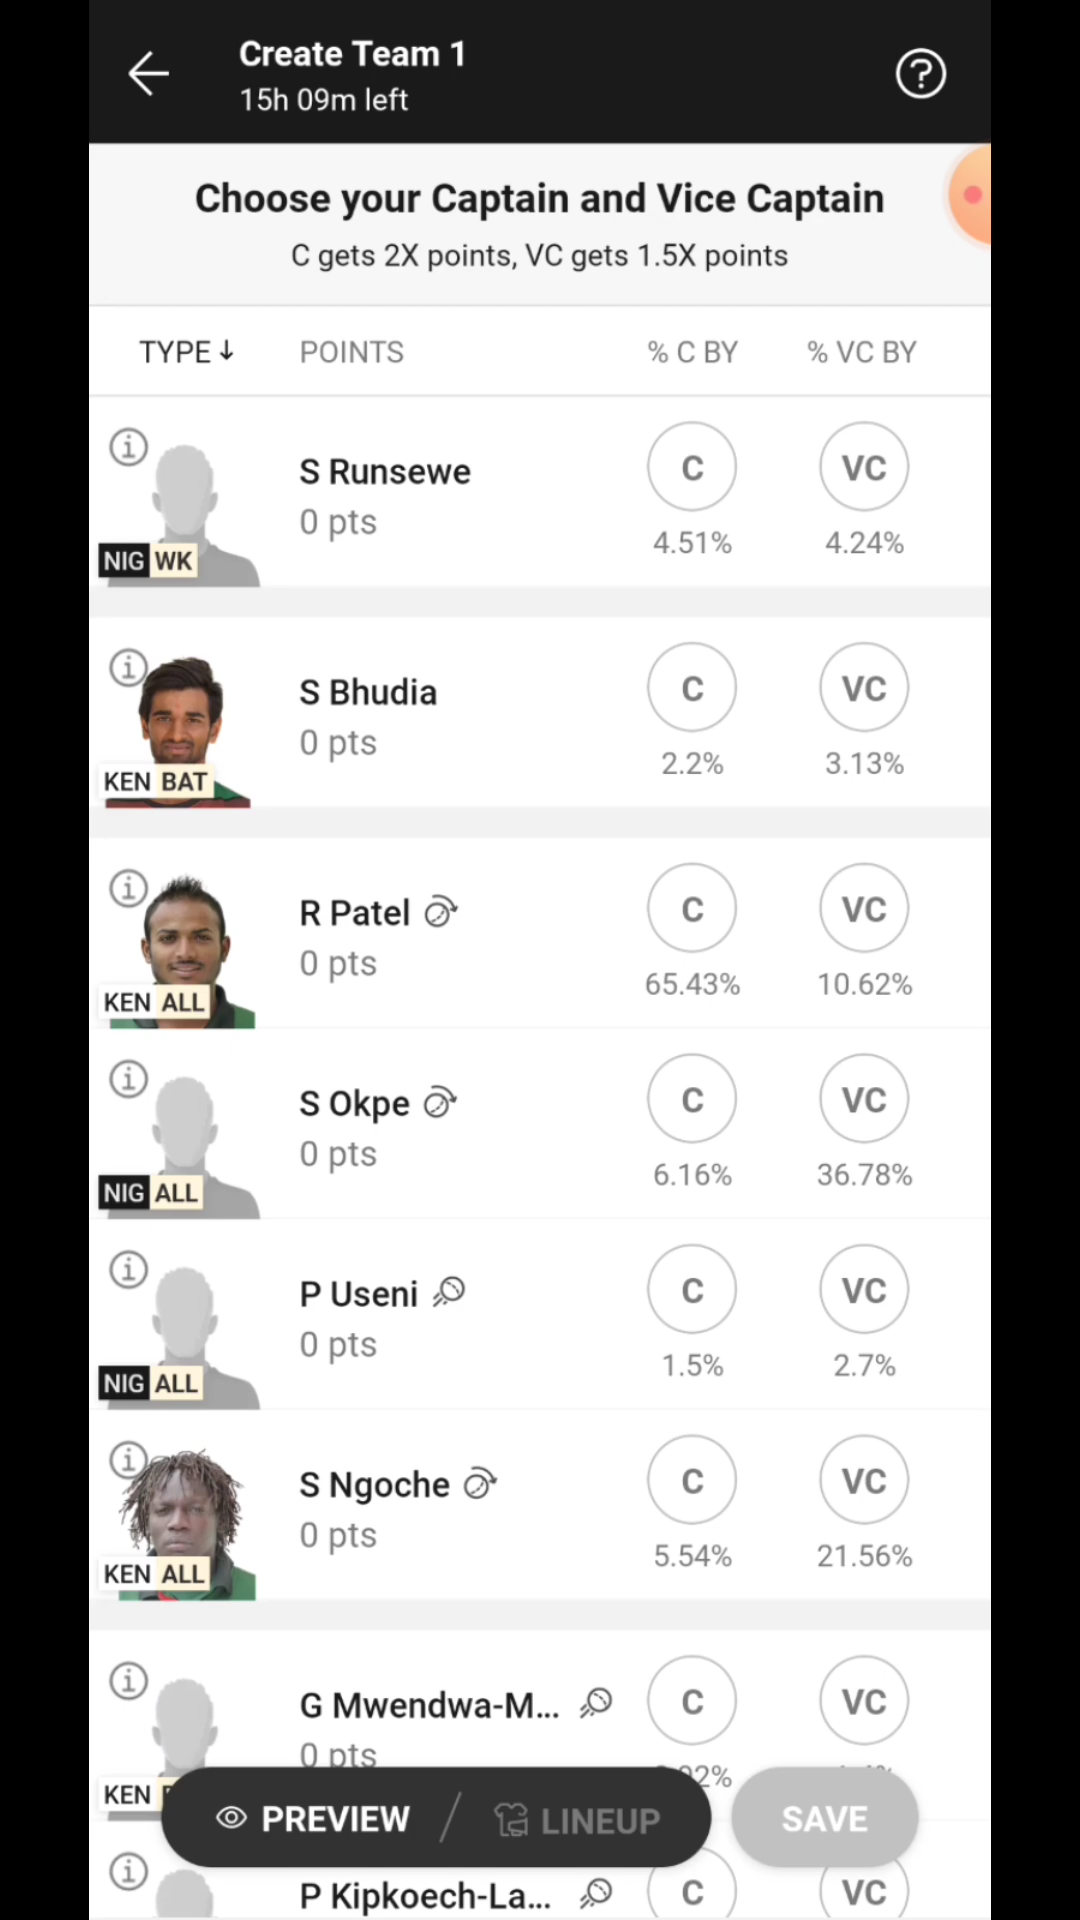 Create Team 1
15h 09m left
Choose your Captain and Vice Captain
C gets 2X points, VC gets 1.5X points
TYPE↓ POINTS % C BY % VC BY
S Runsewe C VC
0 pts 4.51% 4.24%
NIG WK
S Bhudia C VC
0 pts 2.2% 3.13%
KEN BAT
R Patel C VC
0 pts 65.43% 10.62%
KEN ALL
S Okpe C VC
0 pts 6.16% 36.78%
NIG ALL
P Useni C VC
0 pts 1.5% 2.7%
NIG ALL
S Ngoche C VC
0 pts 5.54% 21.56%
KEN ALL
G Mwendwa-M... C VC
0 pts
KEN
PREVIEW / LINEUP SAVE
P Kipkoech-La... C VC